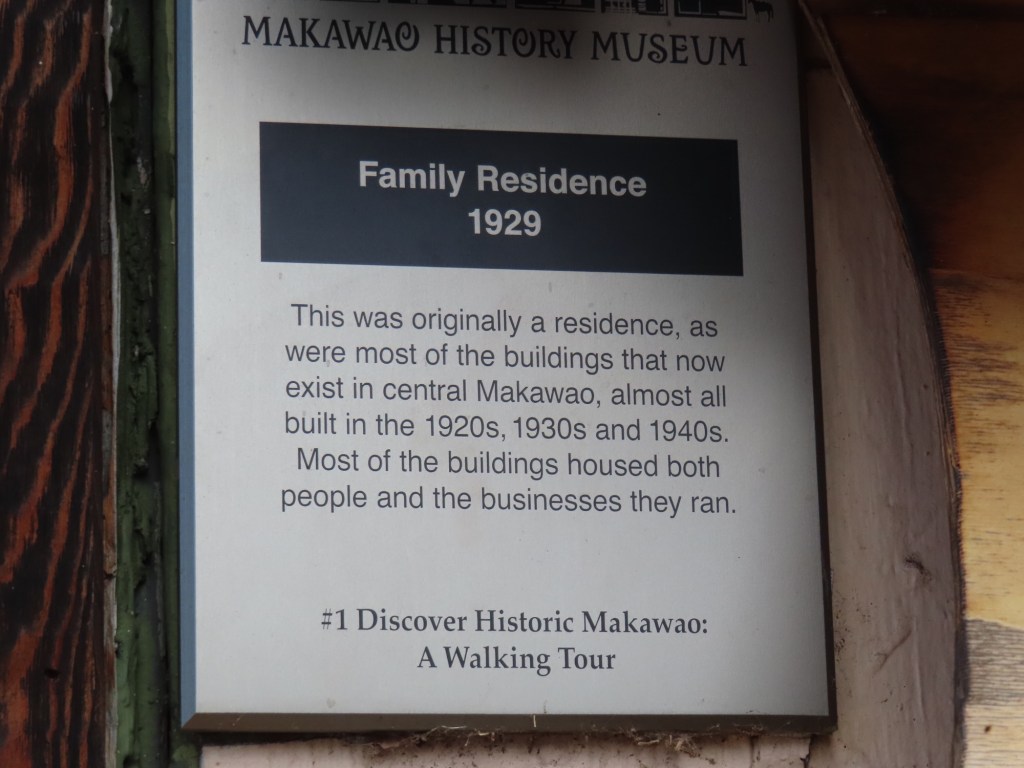 MAKAWAO HISTORY MUSEUM
Family Residence
1929
This was originally a residence, as
were most of the buildings that now
exist in central Makawao, almost all
built in the 1920s, 1930s and 1940s.
Most of the buildings housed both
people and the businesses they ran.
#1 Discover Historic Makawao:
A Walking Tour